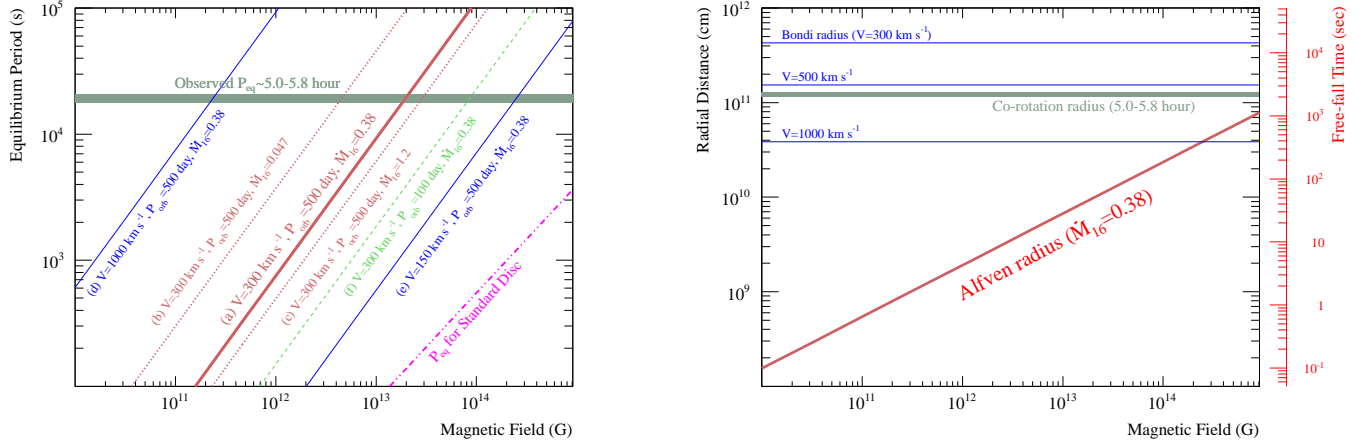 Equilibrium Period (s)
10^5
10^4
10^3
Observed P_eq~5.0-5.8 hour
(d) V=1000 km s^-1, P_orb=500 day, Ṁ_16=0.38
(b) V=300 km s^-1, P_orb=500 day, Ṁ_16=0.047
(a) V=300 km s^-1, P_orb=500 day, Ṁ_16=0.38
(c) V=300 km s^-1, P_orb=500 day, Ṁ_16=1.2
(f) V=300 km s^-1, P_orb=100 day, Ṁ_16=0.38
(e) V=150 km s^-1, P_orb=500 day, Ṁ_16=0.38
P_eq for Standard Disc
10^11
10^12
10^13
10^14
Magnetic Field (G)
Radial Distance (cm)
10^12
10^11
10^10
10^9
Bondi radius (V=300 km s^-1)
V=500 km s^-1
Co-rotation radius (5.0-5.8 hour)
V=1000 km s^-1
Alfven radius (Ṁ_16=0.38)
10^11
10^12
10^13
10^14
Magnetic Field (G)
Free-fall Time (sec)
10^4
10^3
10^2
10
1
10^-1